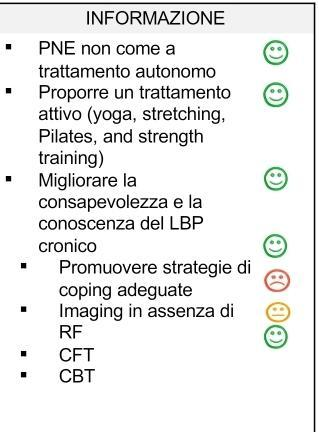 INFORMAZIONE
▪ PNE non come a
trattamento autonomo
▪ Proporre un trattamento
attivo (yoga, stretching,
Pilates, and strength
training)
▪ Migliorare la
consapevolezza e la
conoscenza del LBP
cronico
▪ Promuovere strategie di
coping adeguate
▪ Imaging in assenza di
RF
▪ CFT
▪ CBT